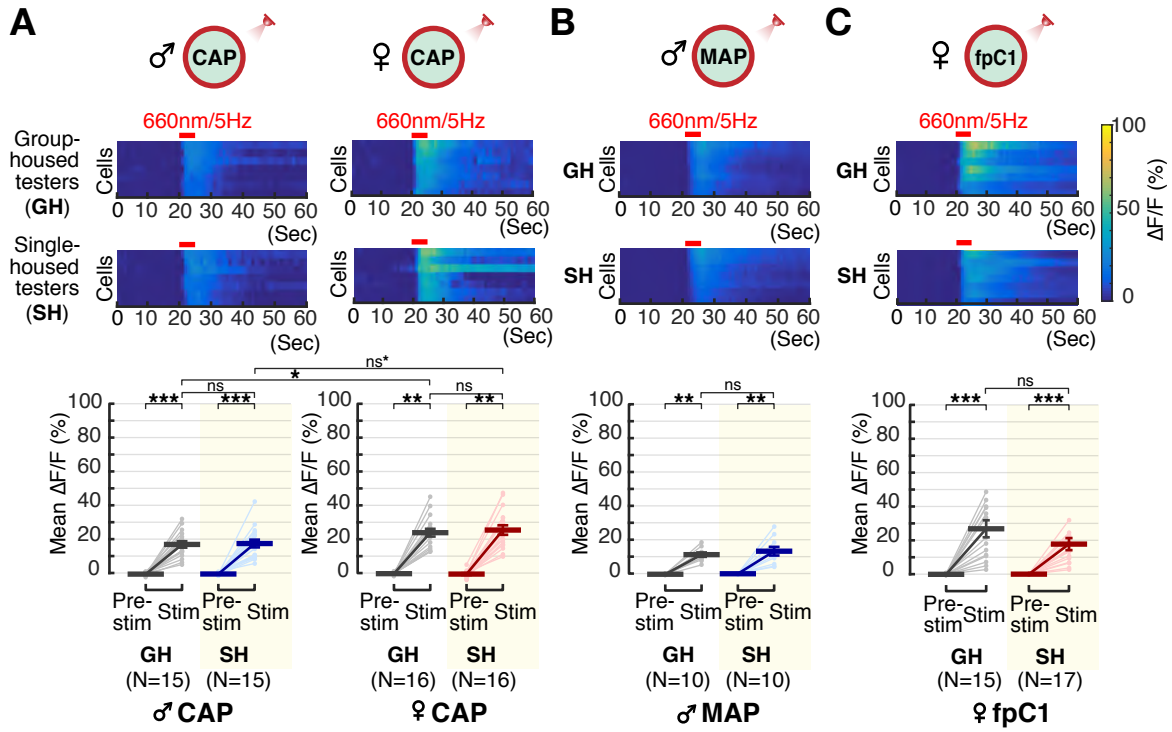 A
B
C
♂ CAP
♀ CAP
♂ MAP
♀ fpC1
660nm/5Hz
660nm/5Hz
660nm/5Hz
660nm/5Hz
Group-
housed
testers
(GH)
Cells
0 10 20 30 40 50 60
(Sec)
Cells
0 10 20 30 40 50 60
(Sec)
GH
Cells
0 10 20 30 40 50 60
(Sec)
GH
Cells
0 10 20 30 40 50 60
(Sec)
100
50
0
ΔF/F (%)
Single-
housed
testers
(SH)
Cells
0 10 20 30 40 50 60
(Sec)
Cells
0 10 20 30 40 50 60
(Sec)
SH
Cells
0 10 20 30 40 50 60
(Sec)
SH
Cells
0 10 20 30 40 50 60
(Sec)
ns*
*
ns
*** ***
Mean ΔF/F (%)
100
80
60
40
20
0
Pre-
stim
Stim
Pre-
stim
Stim
GH
(N=15)
SH
(N=15)
♂ CAP
ns
** **
Mean ΔF/F (%)
100
80
60
40
20
0
Pre-
stim
Stim
Pre-
stim
Stim
GH
(N=16)
SH
(N=16)
♀ CAP
ns
** **
Mean ΔF/F (%)
100
80
60
40
20
0
Pre-
stim
Stim
Pre-
stim
Stim
GH
(N=10)
SH
(N=10)
♂ MAP
ns
*** ***
Mean ΔF/F (%)
100
80
60
40
20
0
Pre-
stim
Stim
Pre-
stim
Stim
GH
(N=15)
SH
(N=17)
♀ fpC1